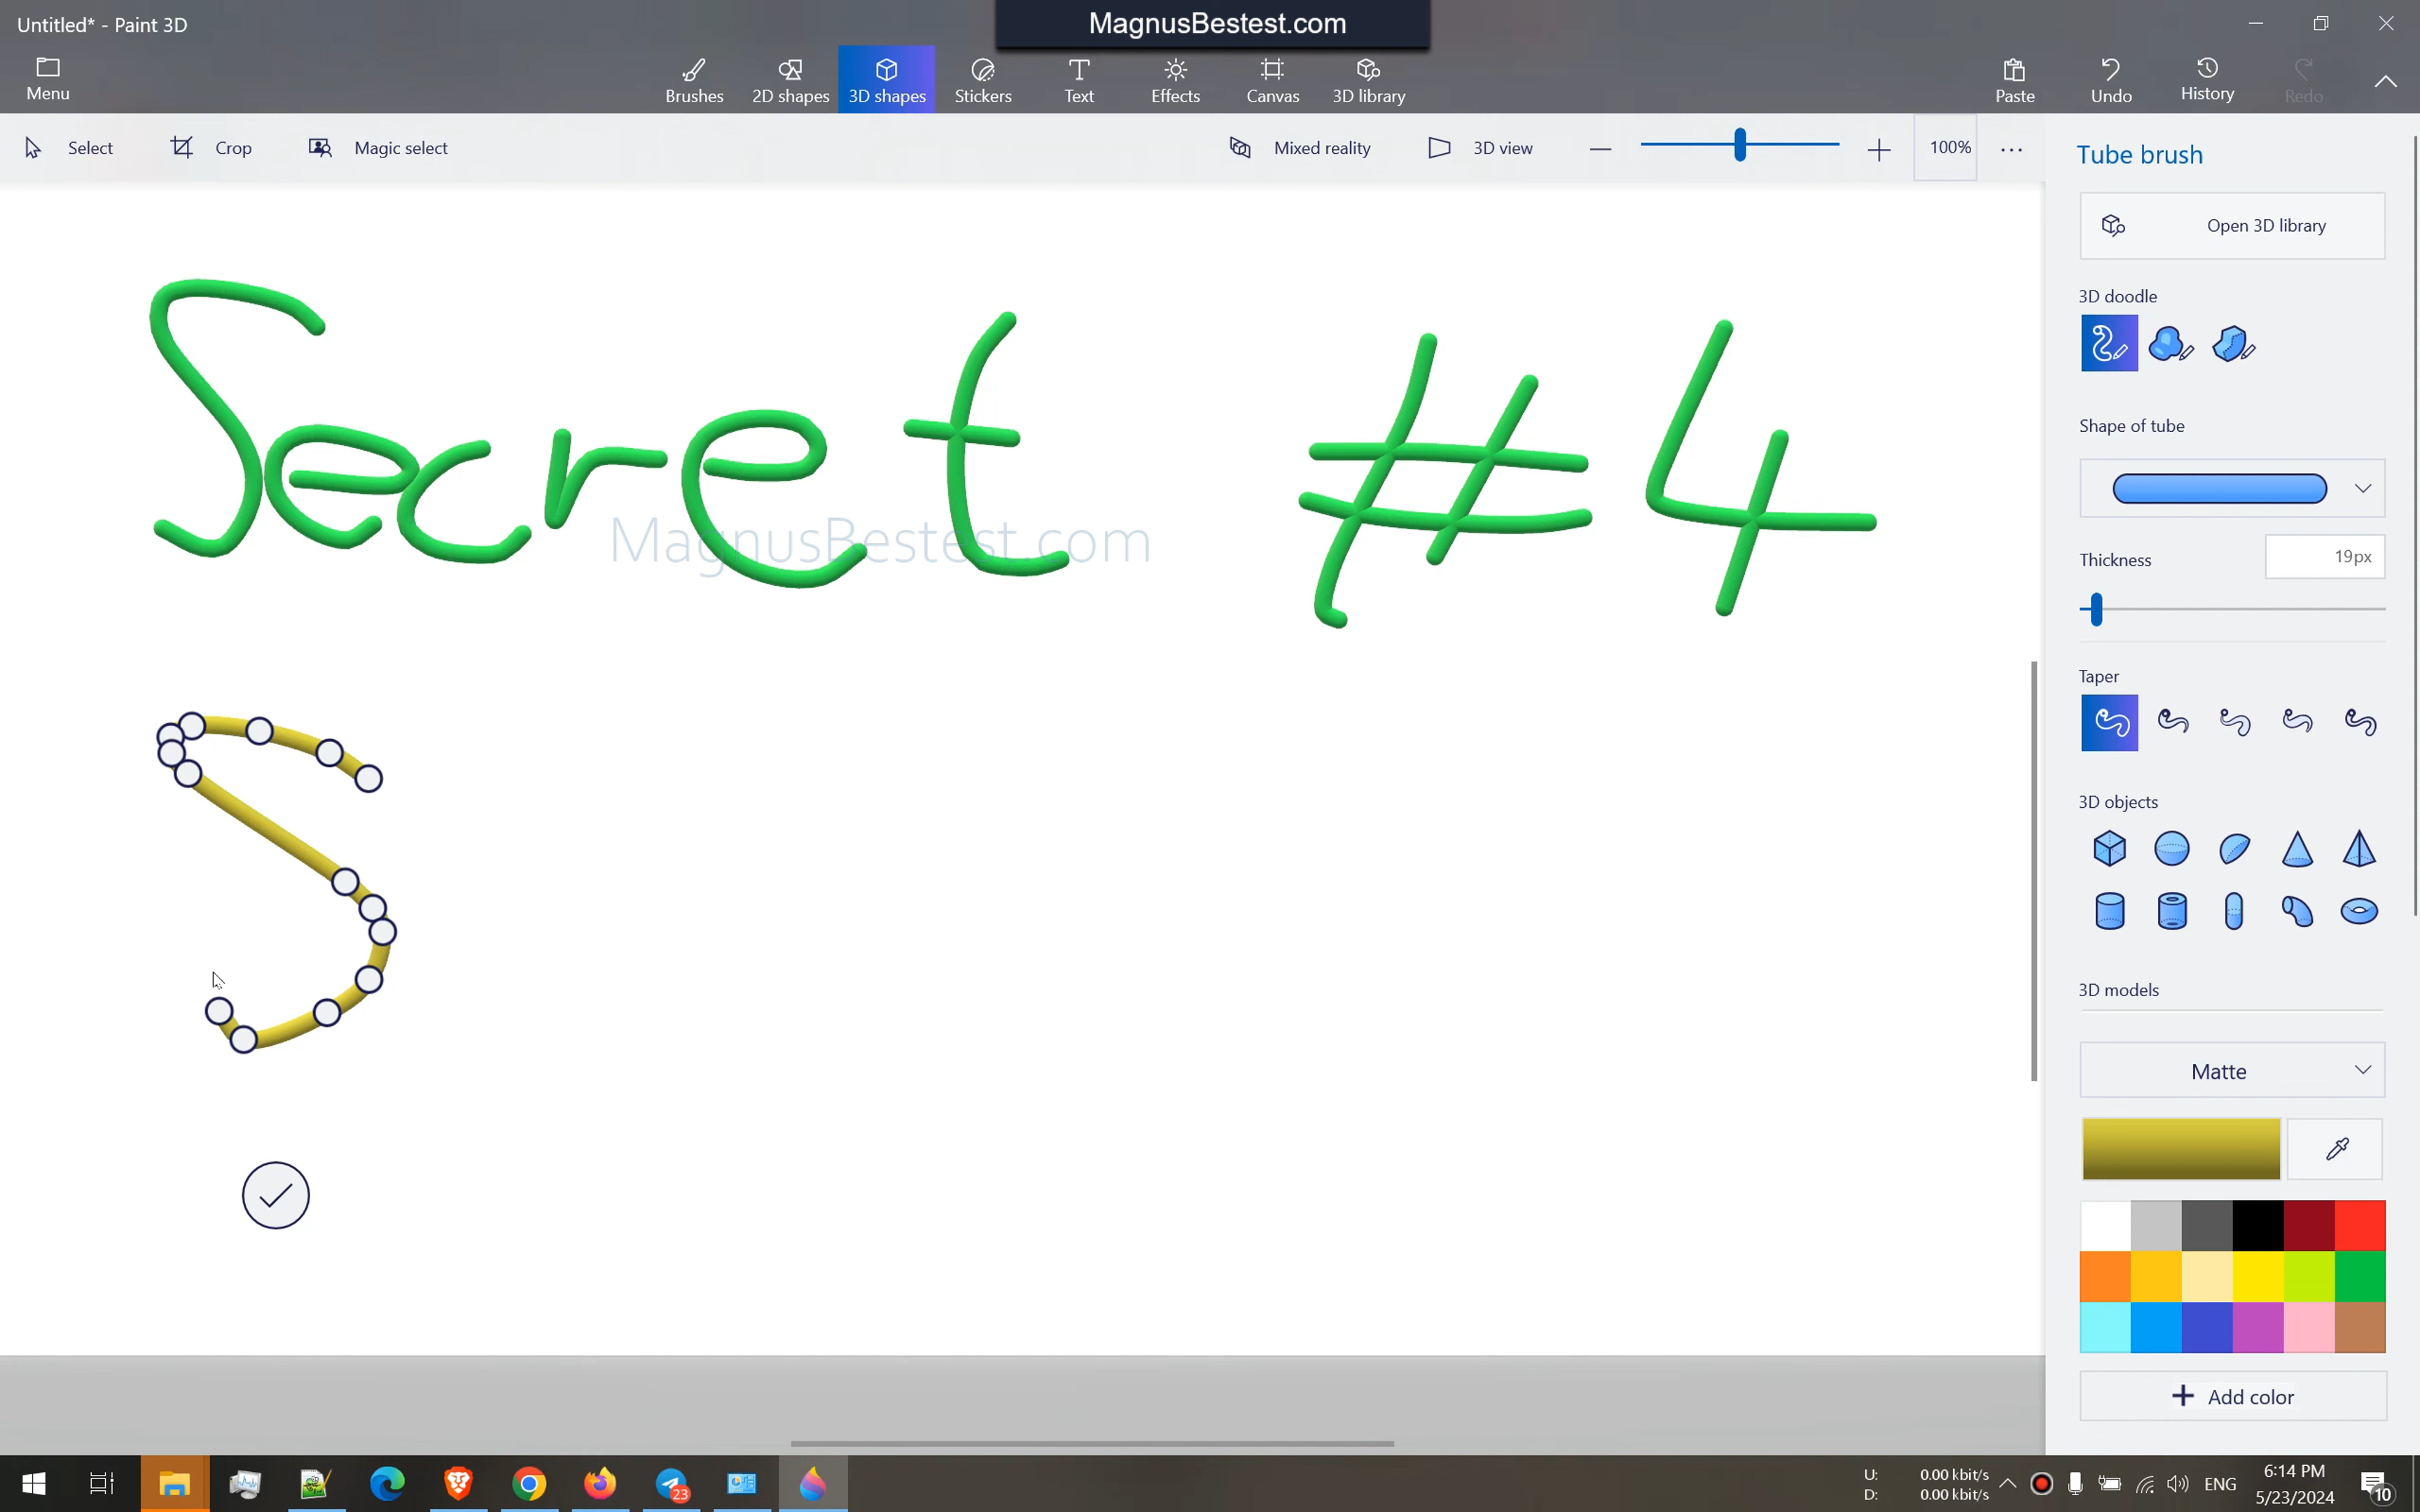 Untitled* - Paint 3D
MagnusBestest.com
Menu
Brushes 2D shapes 3D shapes Stickers Text Effects Canvas 3D library
Paste Undo History Redo
Select Crop Magic select
Mixed reality 3D view 100%
Tube brush
Open 3D library
3D doodle
Shape of tube
Thickness 19px
Taper
3D objects
3D models
Matte
Add color
Secret #4
MagnusBestest.com
S
23
U: 0.00 kbit/s
D: 0.00 kbit/s
ENG
6:14 PM
5/23/2024
10